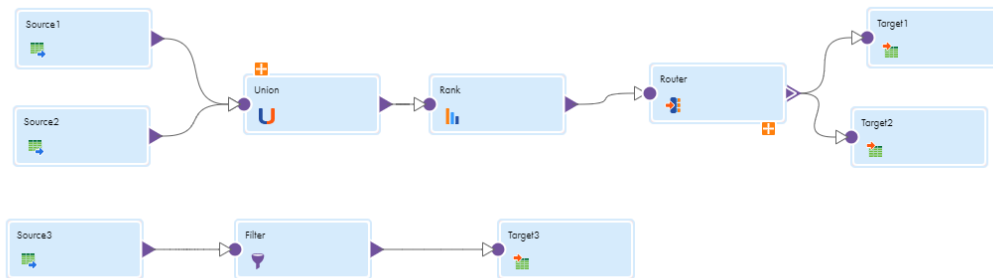 Source1
Target1
Union
Rank
Router
Source2
Target2
Source3
Filter
Target3